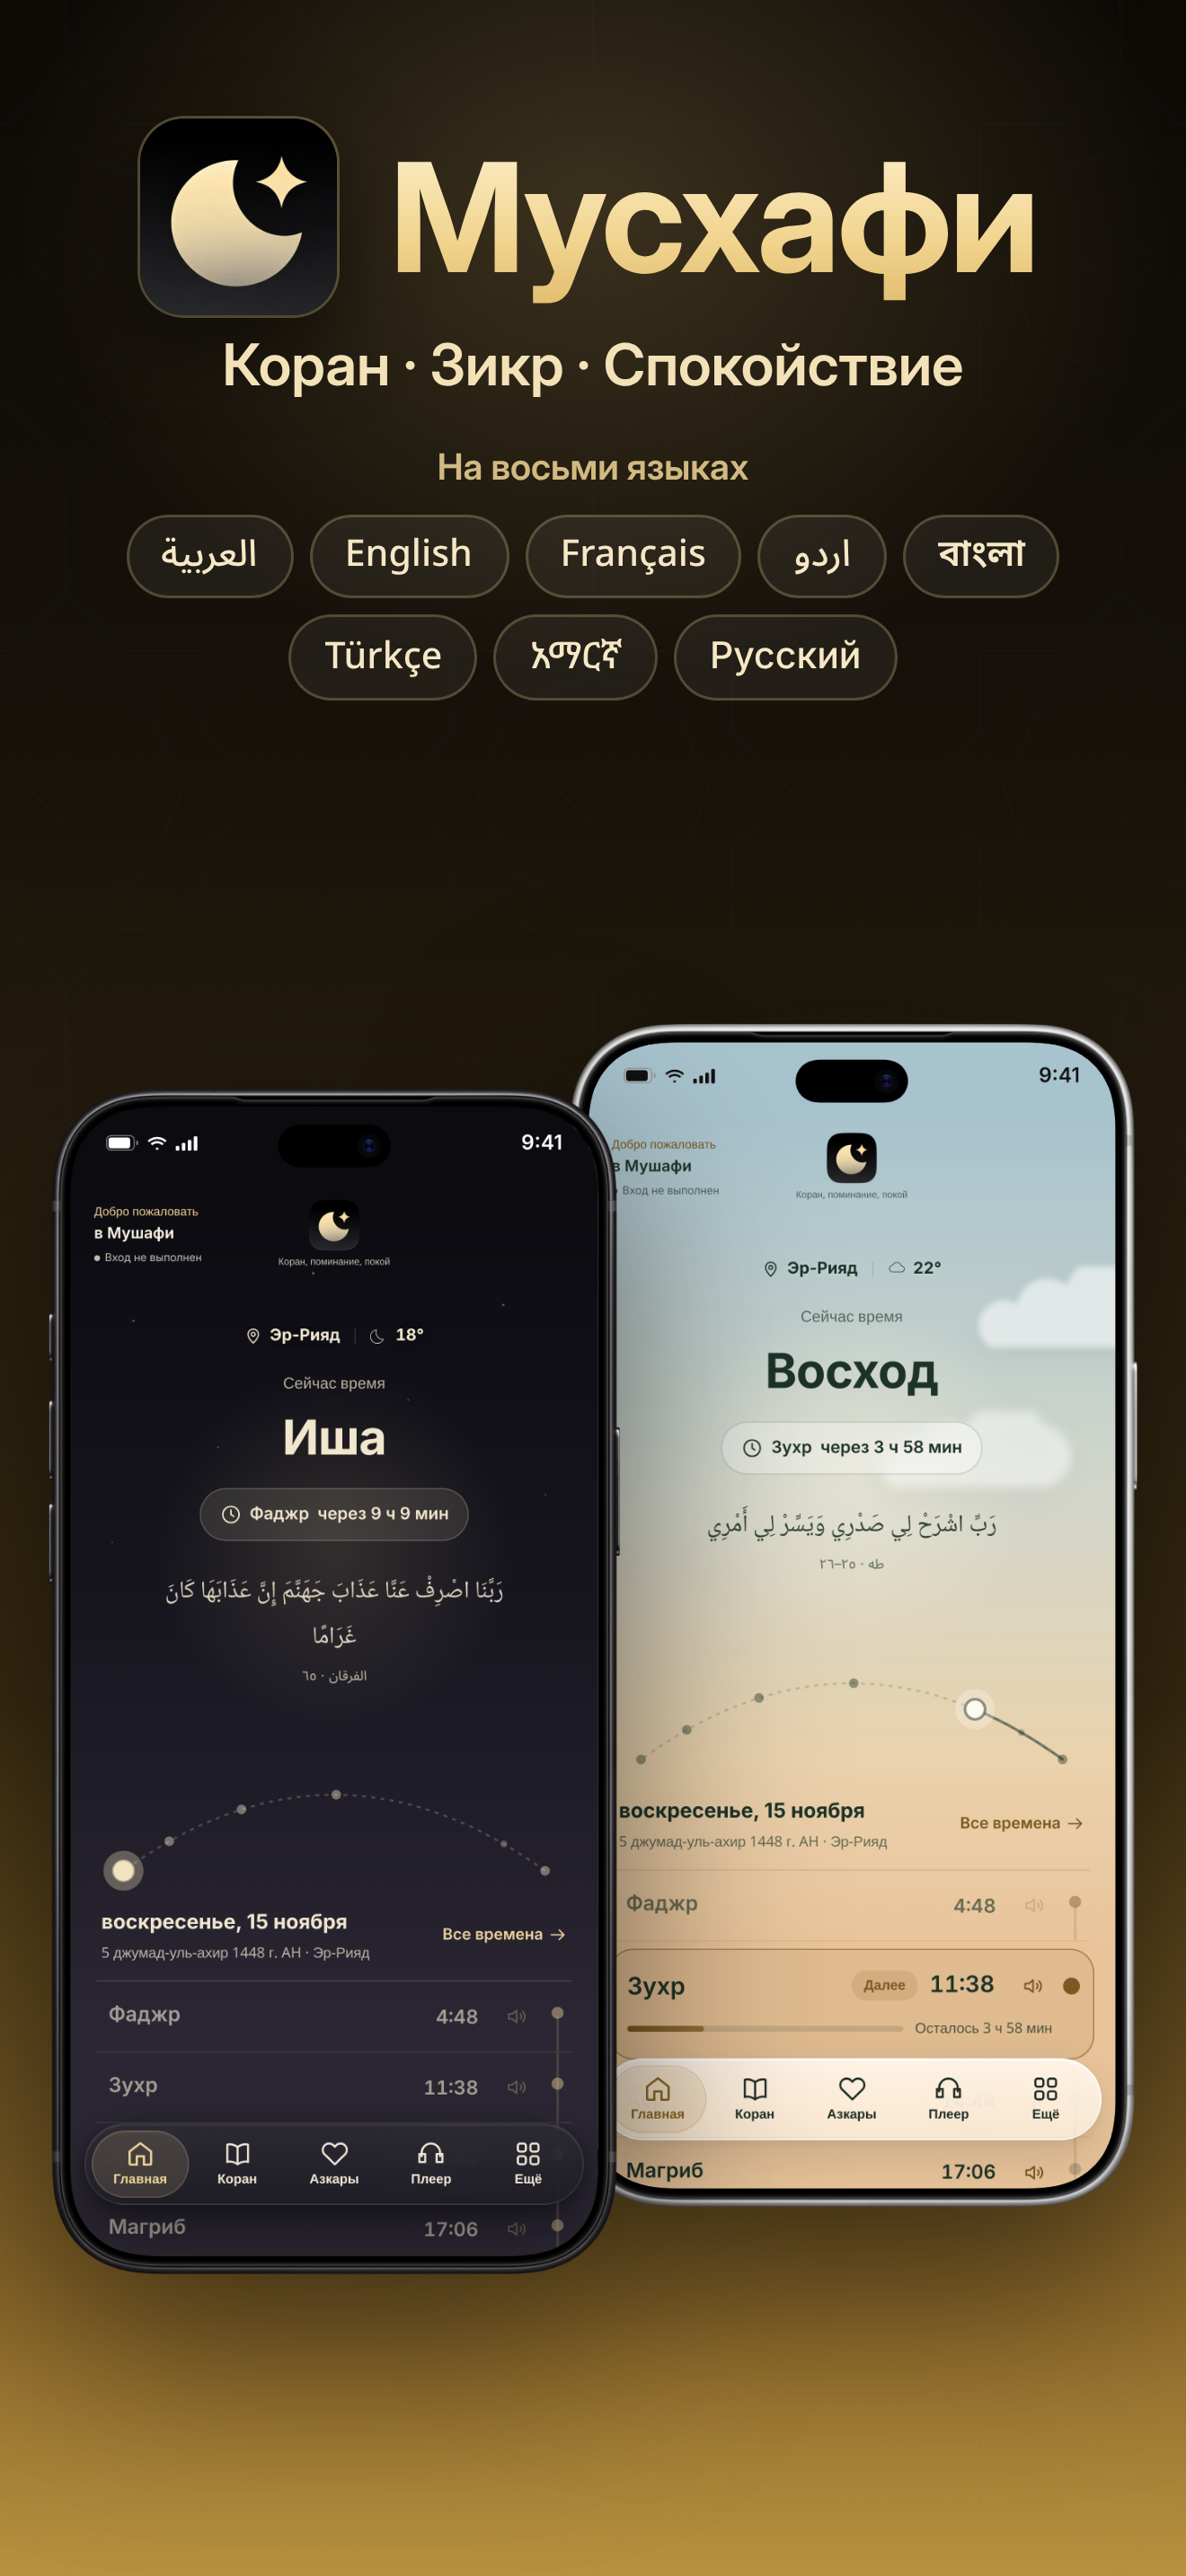 Мусхафи
Коран · Зикр · Спокойствие
На восьми языках
العربية English Français اردو বাংলা
Türkçe አማርኛ Русский
9:41
Добро пожаловать
в Мушафи
Вход не выполнен
Коран, поминание, покой
Эр-Рияд 18°
Сейчас время
Иша
Фаджр через 9 ч 9 мин
رَبَّنَا اصْرِفْ عَنَّا عَذَابَ جَهَنَّمَ إِنَّ عَذَابَهَا كَانَ
غَرَامًا
الفرقان · ٦٥
воскресенье, 15 ноября
Все времена →
5 джумад-уль-ахир 1448 г. AH · Эр-Рияд
Фаджр 4:48
Зухр 11:38
Главная Коран Азкары Плеер Ещё
Магриб 17:06
9:41
Добро пожаловать
в Мушафи
Вход не выполнен
Коран, поминание, покой
Эр-Рияд 22°
Сейчас время
Восход
Зухр через 3 ч 58 мин
رَبِّ اشْرَحْ لِي صَدْرِي وَيَسِّرْ لِي أَمْرِي
طه · ٢٥–٢٦
воскресенье, 15 ноября
Все времена →
5 джумад-уль-ахир 1448 г. AH · Эр-Рияд
Фаджр 4:48
Зухр Далее 11:38
Осталось 3 ч 58 мин
Главная Коран Азкары Плеер Ещё
Магриб 17:06